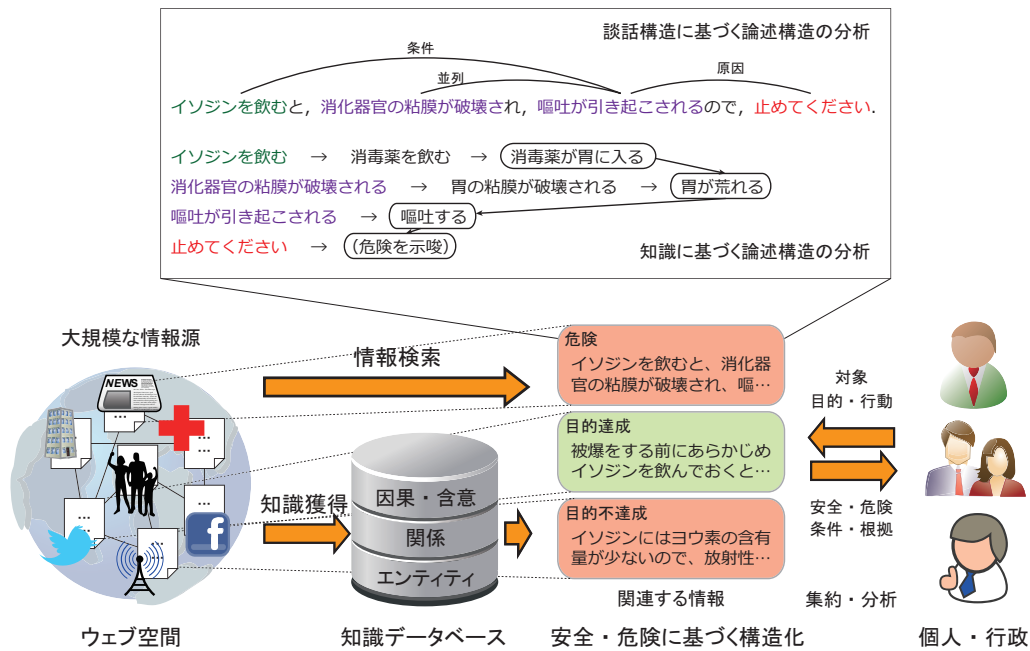 談話構造に基づく論述構造の分析
条件
並列
原因
イソジンを飲むと，消化器官の粘膜が破壊され，嘔吐が引き起こされるので，止めてください．
イソジンを飲む → 消毒薬を飲む → 消毒薬が胃に入る
消化器官の粘膜が破壊される → 胃の粘膜が破壊される → 胃が荒れる
嘔吐が引き起こされる → 嘔吐する
止めてください → （危険を示唆）
知識に基づく論述構造の分析
大規模な情報源
NEWS
...
...
...
...
...
...
f
ウェブ空間
情報検索
知識獲得
因果・含意
関係
エンティティ
知識データベース
危険
イソジンを飲むと、消化器
官の粘膜が破壊され、嘔…
目的達成
被爆をする前にあらかじめ
イソジンを飲んでおくと…
目的不達成
イソジンにはヨウ素の含有
量が少ないので、放射性…
関連する情報
安全・危険に基づく構造化
対象
目的・行動
安全・危険
条件・根拠
集約・分析
個人・行政